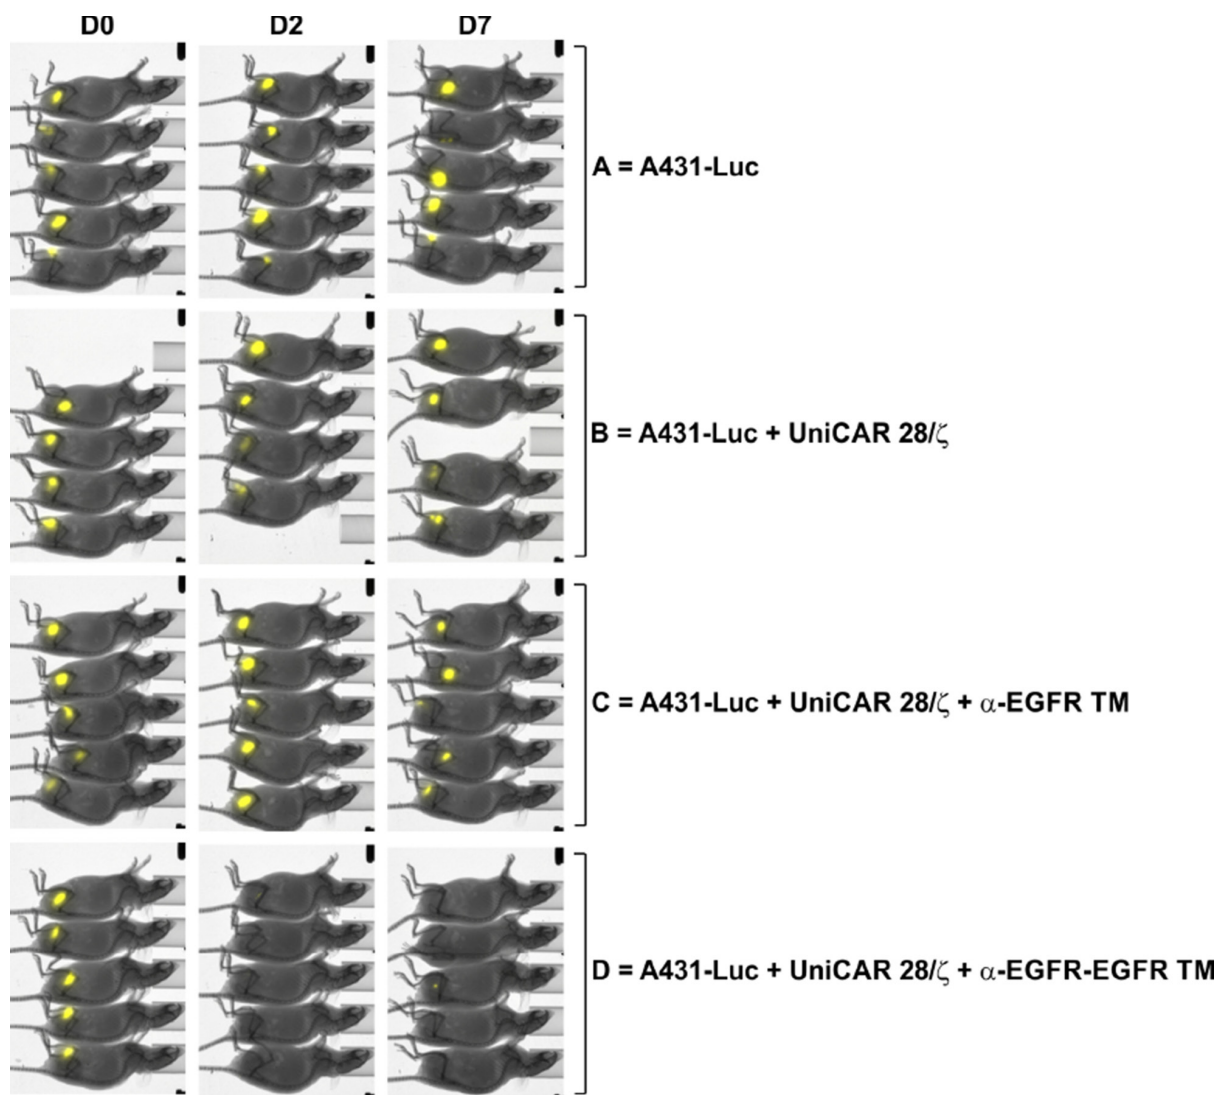 D0 D2 D7
A = A431-Luc
B = A431-Luc + UniCAR 28/ζ
C = A431-Luc + UniCAR 28/ζ + α-EGFR TM
D = A431-Luc + UniCAR 28/ζ + α-EGFR-EGFR TM